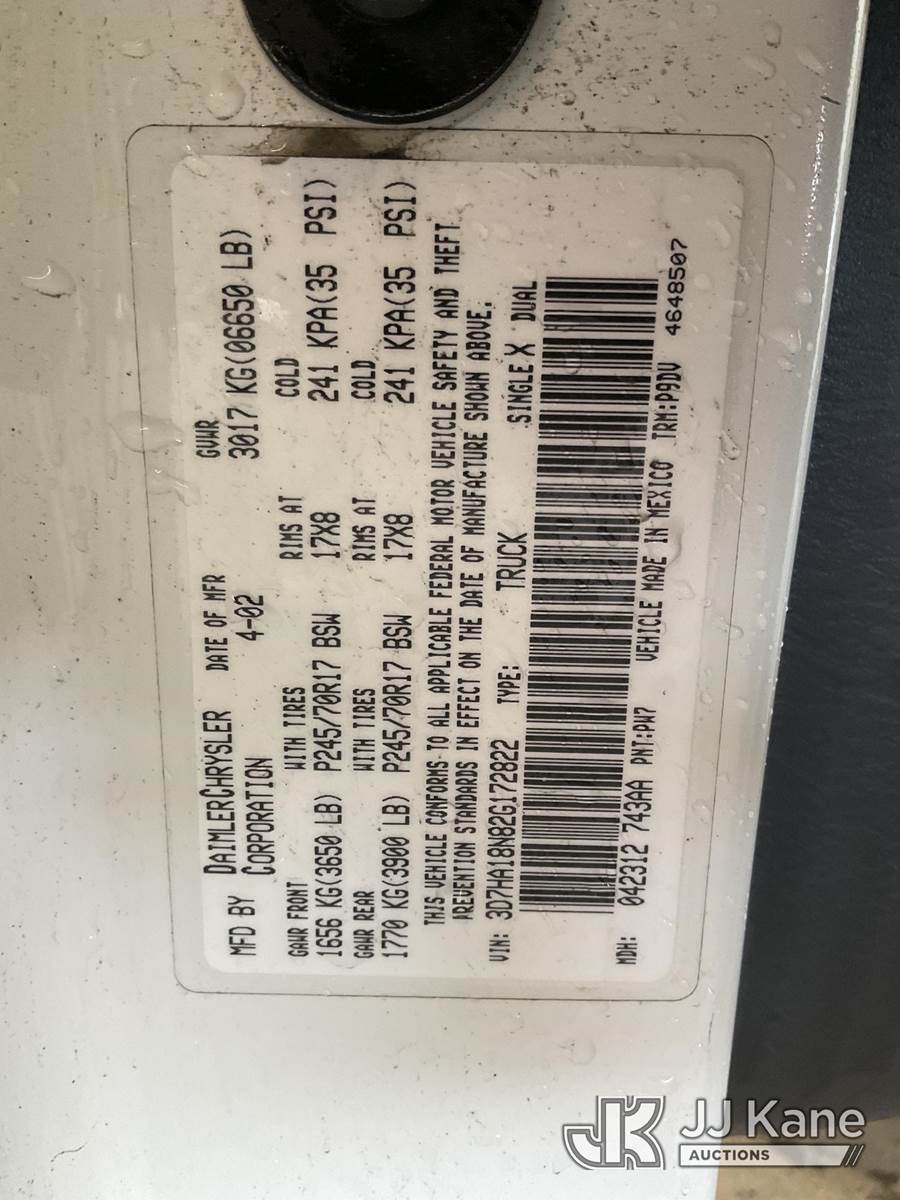 MFD BY DAIMLERCHRYSLER DATE OF MFR GVWR
CORPORATION 4-02 3017 KG(06650 LB)
GAWR FRONT WITH TIRES RIMS AT COLD
1656 KG(3650 LB) P245/70R17 BSW 17X8 241 KPA(35 PSI)
GAWR REAR WITH TIRES RIMS AT COLD
1770 KG(3900 LB) P245/70R17 BSW 17X8 241 KPA(35 PSI)
THIS VEHICLE CONFORMS TO ALL APPLICABLE FEDERAL MOTOR VEHICLE SAFETY AND THEFT
PREVENTION STANDARDS IN EFFECT ON THE DATE OF MANUFACTURE SHOWN ABOVE.
VIN: 3D7HA18N82G172822 TYPE: TRUCK SINGLE X DUAL
MDH: 042312 743AA PNT:PW7 VEHICLE MADE IN MEXICO TRM:P9DV 4648507
JK JJ Kane
AUCTIONS